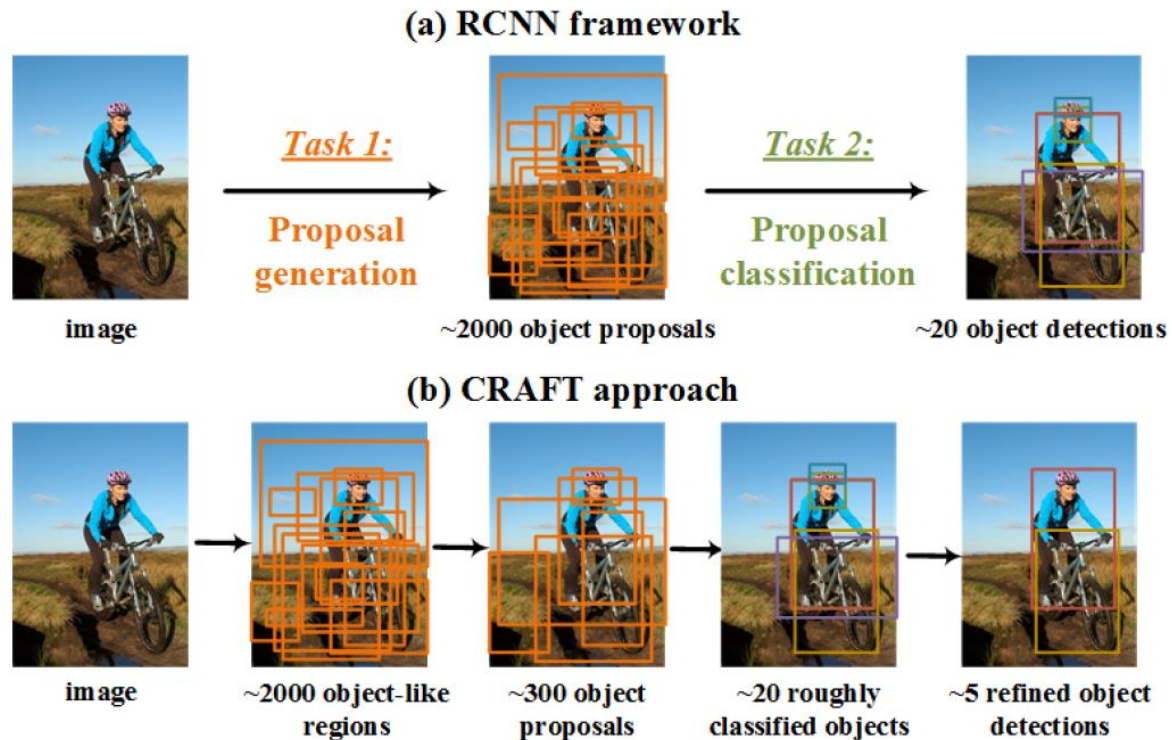 (a) RCNN framework
Task 1:
Proposal
generation
Task 2:
Proposal
classification
image
~2000 object proposals
~20 object detections
(b) CRAFT approach
image
~2000 object-like
regions
~300 object
proposals
~20 roughly
classified objects
~5 refined object
detections